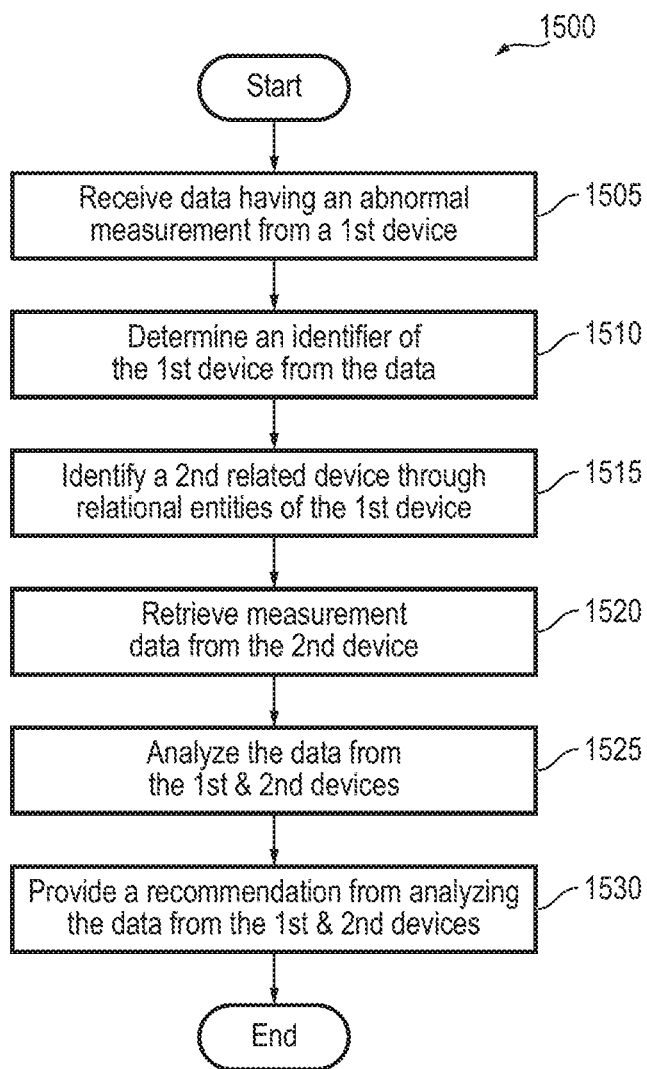 1500
Start
Receive data having an abnormal
measurement from a 1st device
1505
Determine an identifier of
the 1st device from the data
1510
Identify a 2nd related device through
relational entities of the 1st device
1515
Retrieve measurement
data from the 2nd device
1520
Analyze the data from
the 1st & 2nd devices
1525
Provide a recommendation from analyzing
the data from the 1st & 2nd devices
1530
End